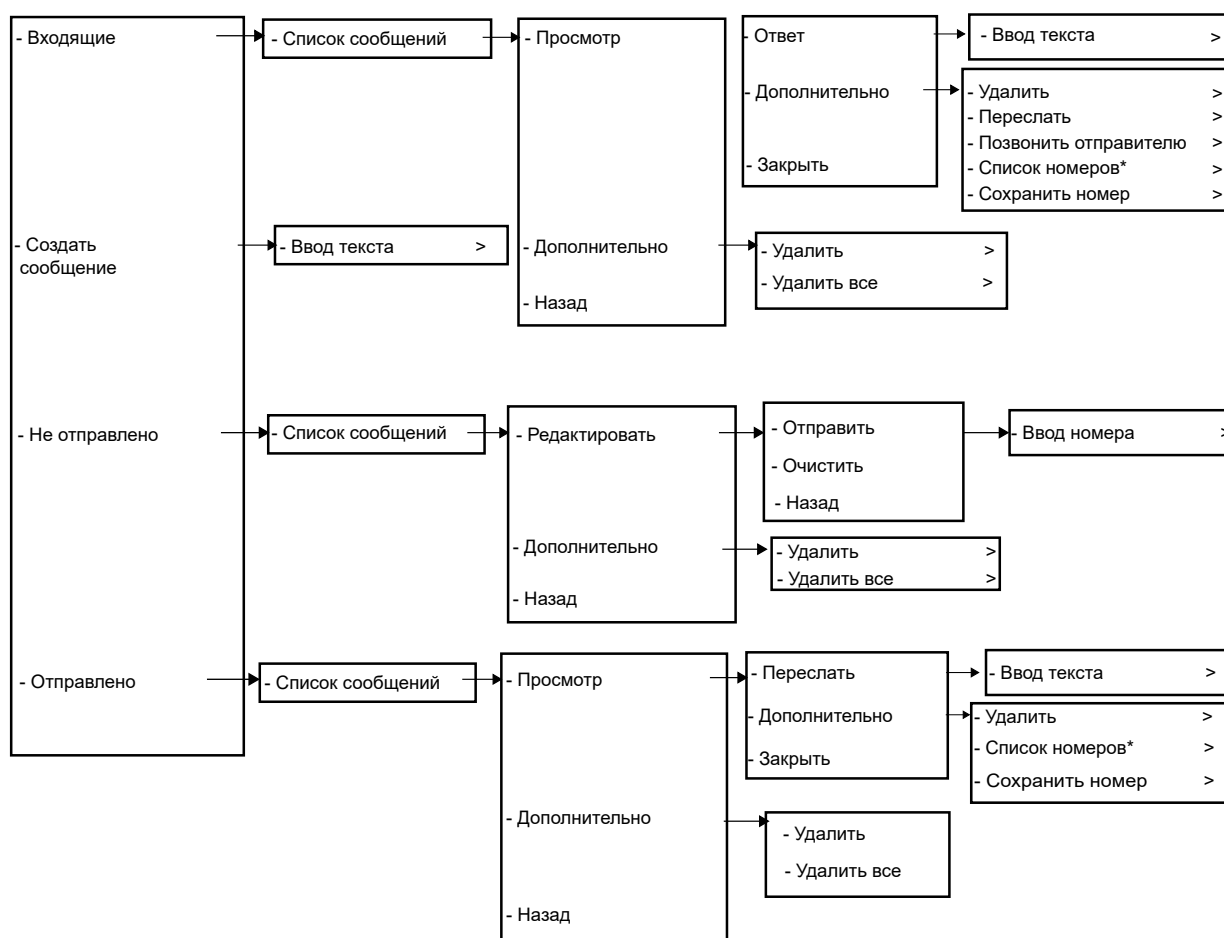 - Входящие
- Создать
сообщение
- Не отправлено
- Отправлено
- Список сообщений
- Ввод текста >
- Список сообщений
- Список сообщений
- Просмотр
- Дополнительно
- Назад
- Редактировать
- Дополнительно
- Назад
- Просмотр
- Дополнительно
- Назад
- Ответ
- Дополнительно
- Закрыть
- Удалить >
- Удалить все >
- Отправить
- Очистить
- Назад
- Удалить >
- Удалить все >
- Переслать
- Дополнительно
- Закрыть
- Удалить
- Удалить все
- Ввод текста >
- Удалить >
- Переслать >
- Позвонить отправителю >
- Список номеров* >
- Сохранить номер >
- Ввод номера >
- Ввод текста >
- Удалить >
- Список номеров* >
- Сохранить номер >